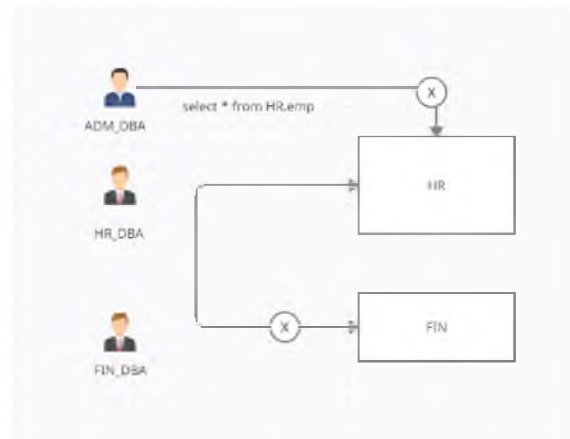 X
select * from HR.emp
ADM_DBA
HR
HR_DBA
X
FIN
FIN_DBA